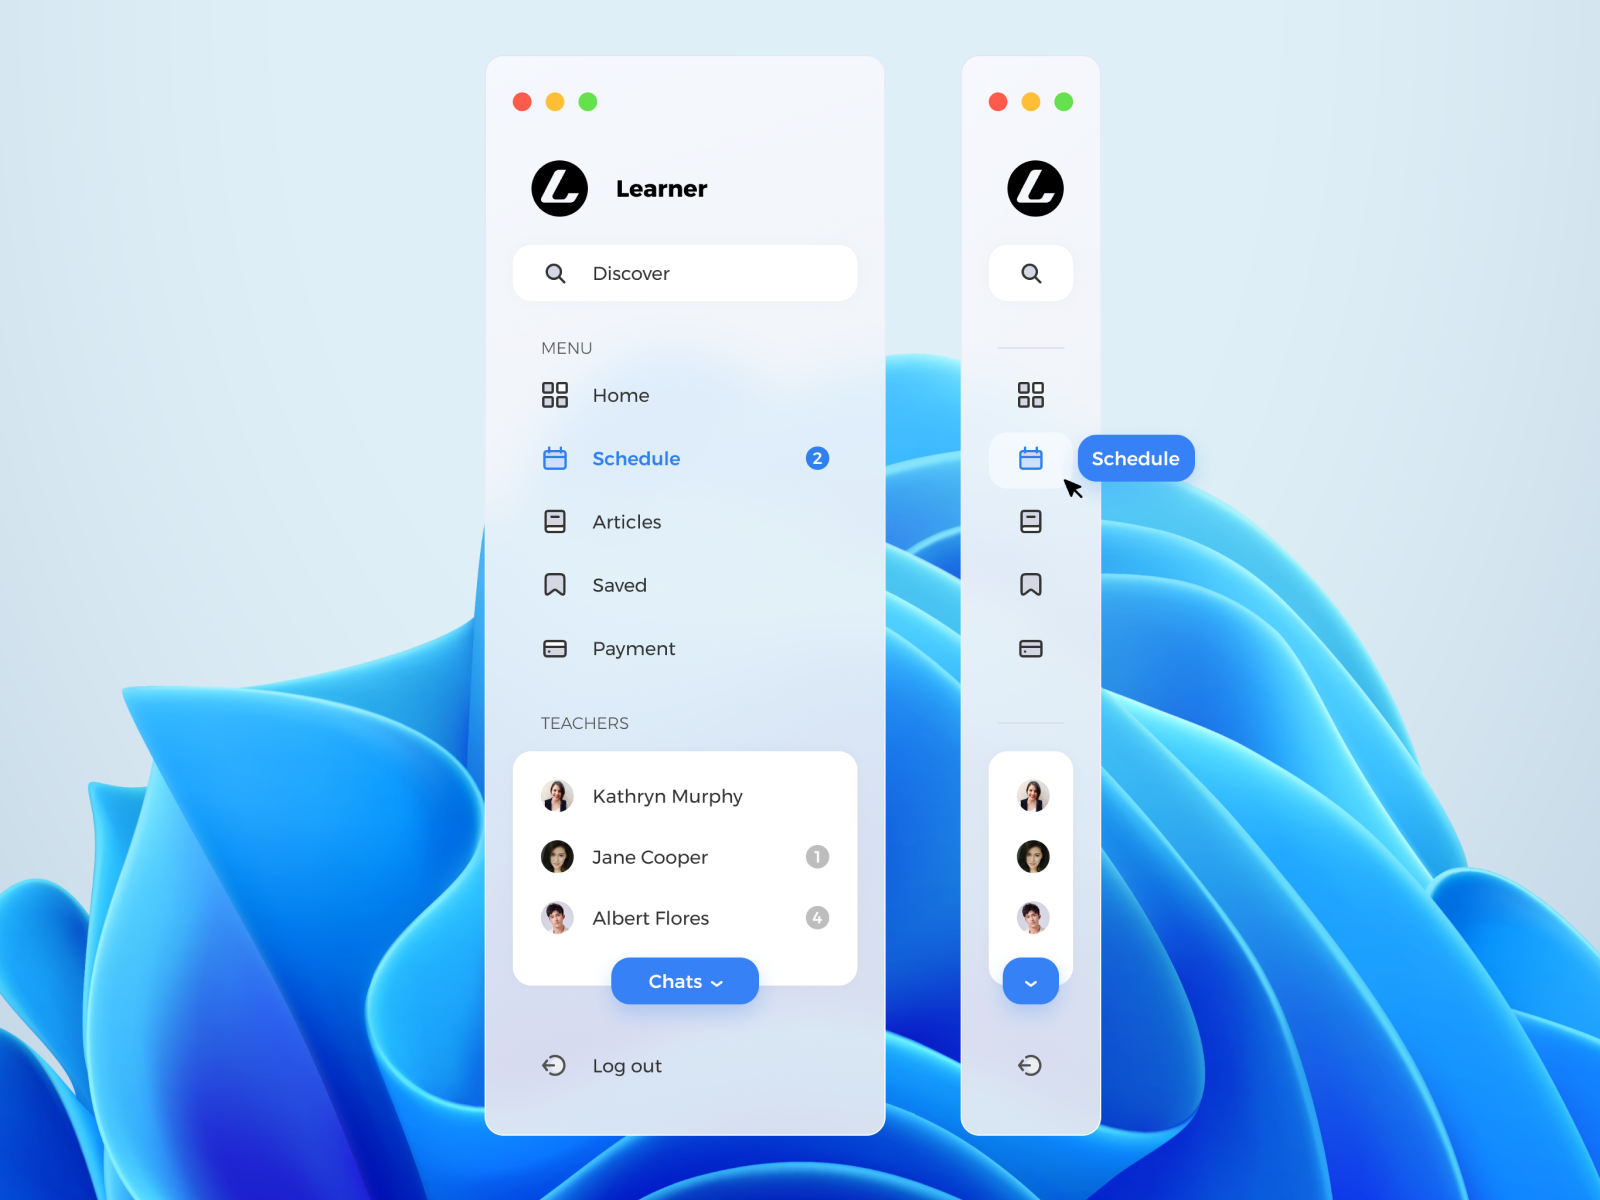 Learner
Discover
MENU
Home
Schedule
2
Articles
Saved
Payment
TEACHERS
Kathryn Murphy
Jane Cooper
1
Albert Flores
4
Chats
Log out
Schedule